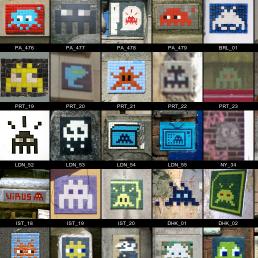 PA_476 PA_477 PA_478 PA_479 BRL_01
PRT_19 PRT_20 PRT_21 PRT_22 PRT_23
LDN_52 LDN_53 LDN_54 LDN_55 NY_34
VIRUS
IST_18 IST_19 IST_20 DHK_01 DHK_02